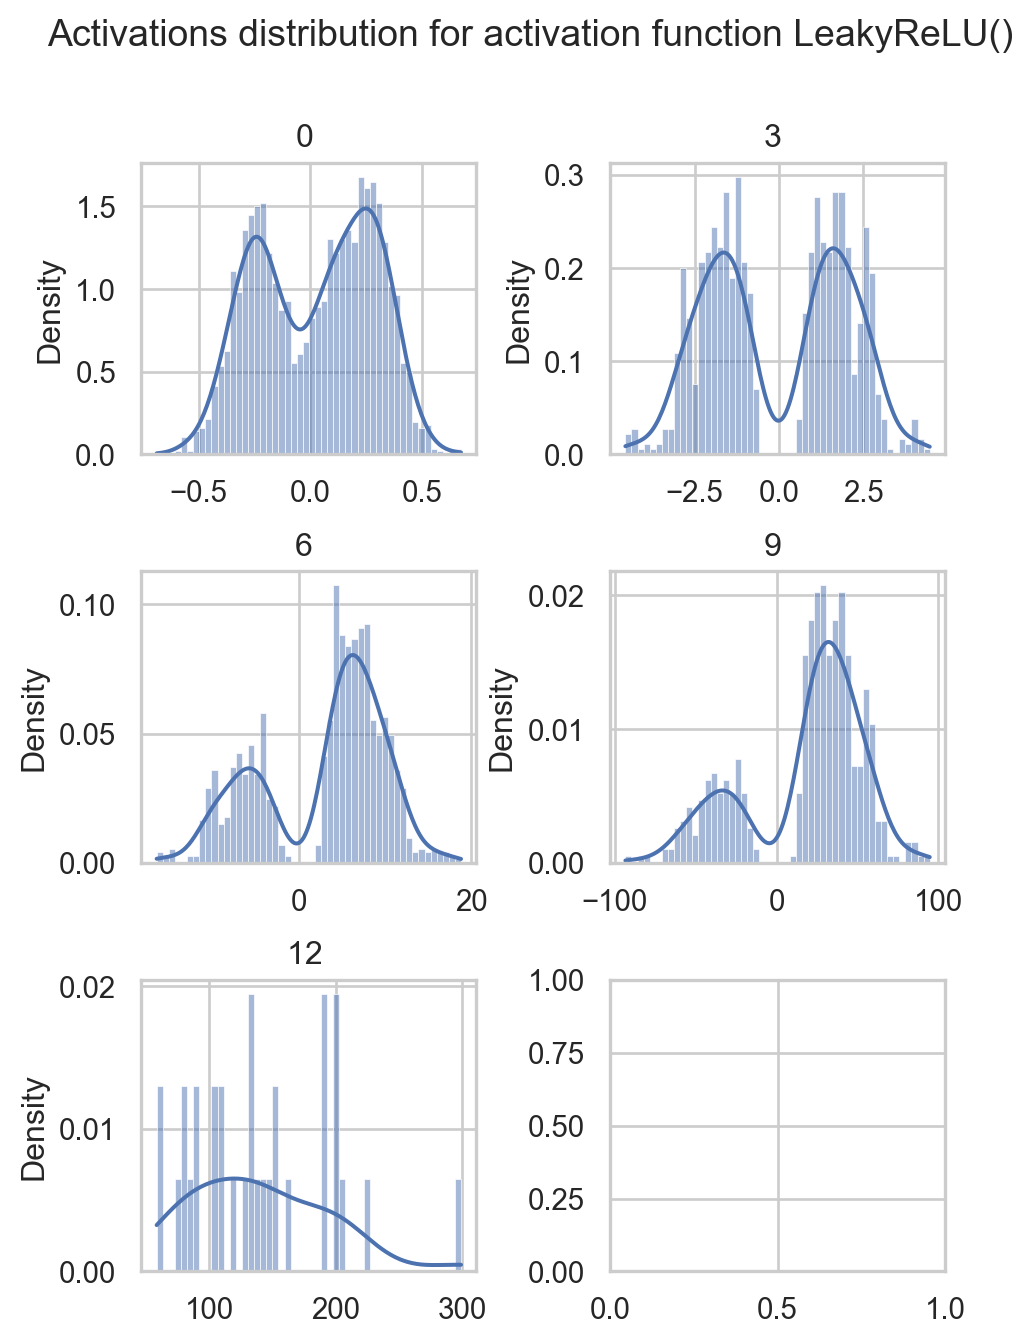 Activations distribution for activation function LeakyReLU()
0
3
1.5
1.0
0.5
0.0
Density
−0.5 0.0 0.5
0.3
0.2
0.1
0.0
Density
−2.5 0.0 2.5
6
9
0.10
0.05
0.00
Density
0 20
0.02
0.01
0.00
Density
−100 0 100
12
0.02
0.01
0.00
Density
100 200 300
1.00
0.75
0.50
0.25
0.00
0.0 0.5 1.0